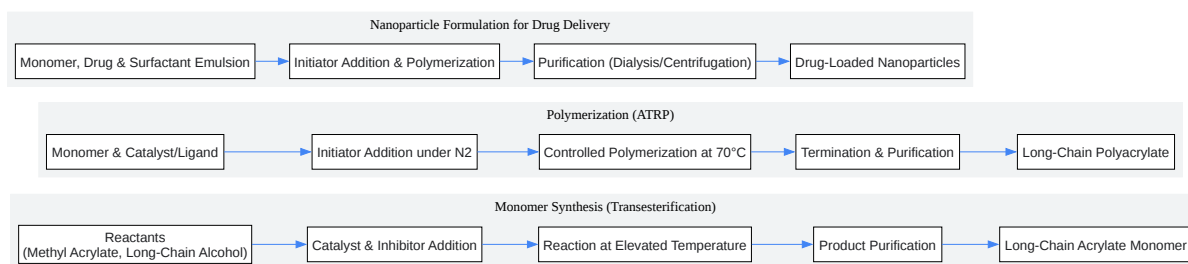 Nanoparticle Formulation for Drug Delivery
Monomer, Drug & Surfactant Emulsion
Initiator Addition & Polymerization
Purification (Dialysis/Centrifugation)
Drug-Loaded Nanoparticles
Polymerization (ATRP)
Monomer & Catalyst/Ligand
Initiator Addition under N2
Controlled Polymerization at 70°C
Termination & Purification
Long-Chain Polyacrylate
Monomer Synthesis (Transesterification)
Reactants
(Methyl Acrylate, Long-Chain Alcohol)
Catalyst & Inhibitor Addition
Reaction at Elevated Temperature
Product Purification
Long-Chain Acrylate Monomer